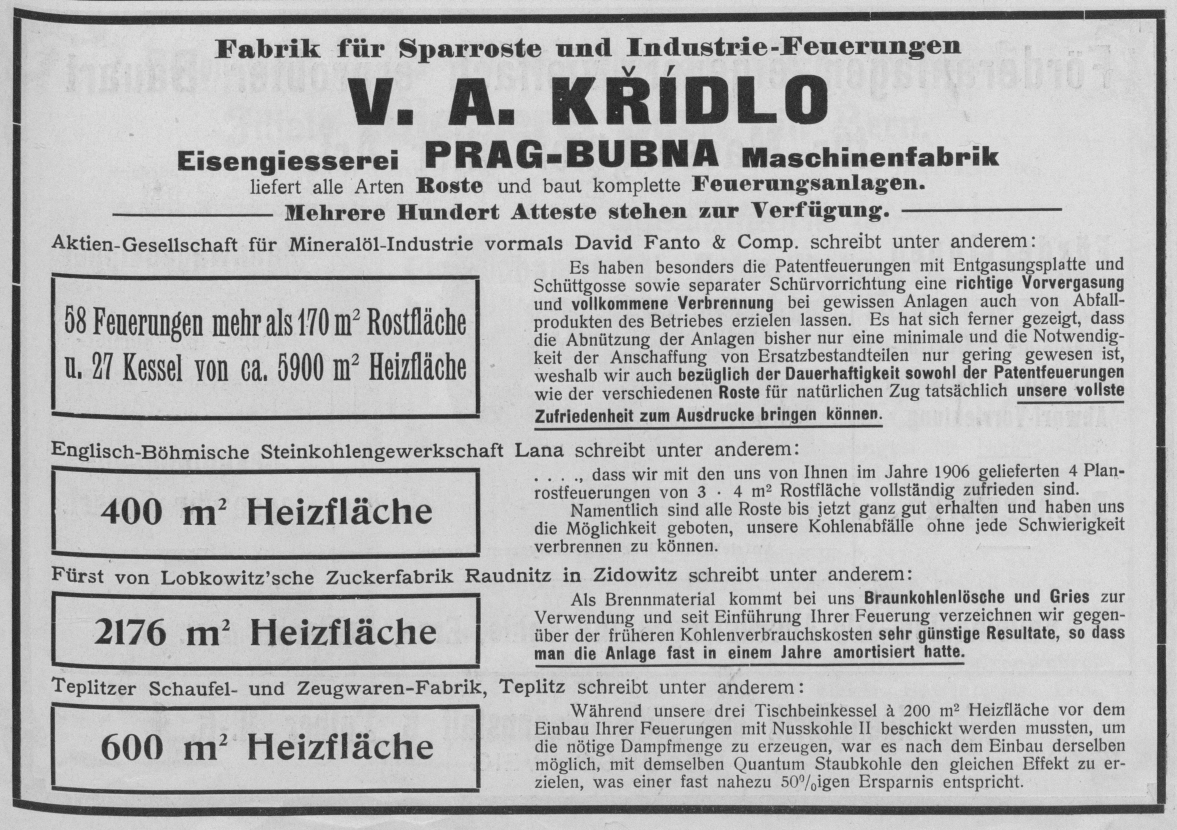 Fabrik für Sparroste und Industrie-Feuerungen
V. A. KŘÍDLO
Eisengiesserei PRAG-BUBNA Maschinenfabrik
liefert alle Arten Roste und baut komplette Feuerungsanlagen.
Mehrere Hundert Atteste stehen zur Verfügung.
Aktien-Gesellschaft für Mineralöl-Industrie vormals David Fanto & Comp. schreibt unter anderem:
58 Feuerungen mehr als 170 m² Rostfläche
u. 27 Kessel von ca. 5900 m² Heizfläche
Es haben besonders die Patentfeuerungen mit Entgasungsplatte und
Schüttgosse sowie separater Schürvorrichtung eine richtige Vorvergasung
und vollkommene Verbrennung bei gewissen Anlagen auch von Abfall-
produkten des Betriebes erzielen lassen. Es hat sich ferner gezeigt, dass
die Abnützung der Anlagen bisher nur eine minimale und die Notwendig-
keit der Anschaffung von Ersatzbestandteilen nur gering gewesen ist,
weshalb wir auch bezüglich der Dauerhaftigkeit sowohl der Patentfeuerungen
wie der verschiedenen Roste für natürlichen Zug tatsächlich unsere vollste
Zufriedenheit zum Ausdrucke bringen können.
Englisch-Böhmische Steinkohlengewerkschaft Lana schreibt unter anderem:
400 m² Heizfläche
. . . ., dass wir mit den uns von Ihnen im Jahre 1906 gelieferten 4 Plan-
rostfeuerungen von 3 · 4 m² Rostfläche vollständig zufrieden sind.
Namentlich sind alle Roste bis jetzt ganz gut erhalten und haben uns
die Möglichkeit geboten, unsere Kohlenabfälle ohne jede Schwierigkeit
verbrennen zu können.
Fürst von Lobkowitz'sche Zuckerfabrik Raudnitz in Zidowitz schreibt unter anderem:
2176 m² Heizfläche
Als Brennmaterial kommt bei uns Braunkohlenlösche und Gries zur
Verwendung und seit Einführung Ihrer Feuerung verzeichnen wir gegen-
über der früheren Kohlenverbrauchskosten sehr günstige Resultate, so dass
man die Anlage fast in einem Jahre amortisiert hatte.
Teplitzer Schaufel- und Zeugwaren-Fabrik, Teplitz schreibt unter anderem:
600 m² Heizfläche
Während unsere drei Tischbeinkessel à 200 m² Heizfläche vor dem
Einbau Ihrer Feuerungen mit Nusskohle II beschickt werden mussten, um
die nötige Dampfmenge zu erzeugen, war es nach dem Einbau derselben
möglich, mit demselben Quantum Staubkohle den gleichen Effekt zu er-
zielen, was einer fast nahezu 50%igen Ersparnis entspricht.